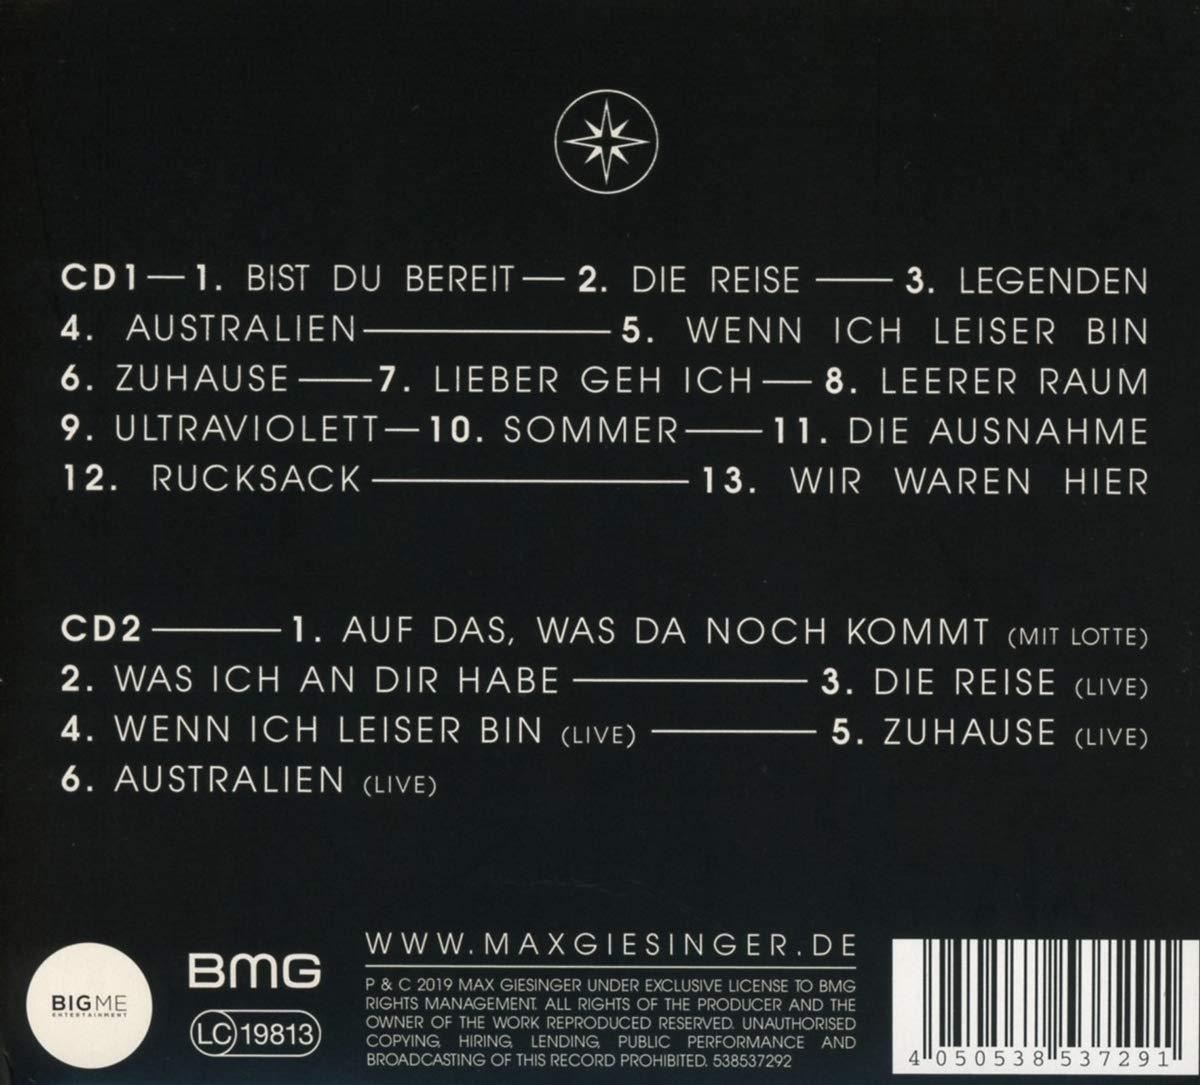 CD1 — 1. BIST DU BEREIT — 2. DIE REISE — 3. LEGENDEN
4. AUSTRALIEN — 5. WENN ICH LEISER BIN
6. ZUHAUSE — 7. LIEBER GEH ICH — 8. LEERER RAUM
9. ULTRAVIOLETT — 10. SOMMER — 11. DIE AUSNAHME
12. RUCKSACK — 13. WIR WAREN HIER
CD2 — 1. AUF DAS, WAS DA NOCH KOMMT (MIT LOTTE)
2. WAS ICH AN DIR HABE — 3. DIE REISE (LIVE)
4. WENN ICH LEISER BIN (LIVE) — 5. ZUHAUSE (LIVE)
6. AUSTRALIEN (LIVE)
BIGME
ENTERTAINMENT
BMG
LC 19813
WWW.MAXGIESINGER.DE
P & C 2019 MAX GIESINGER UNDER EXCLUSIVE LICENSE TO BMG
RIGHTS MANAGEMENT. ALL RIGHTS OF THE PRODUCER AND THE
OWNER OF THE WORK REPRODUCED RESERVED. UNAUTHORISED
COPYING, HIRING, LENDING, PUBLIC PERFORMANCE AND
BROADCASTING OF THIS RECORD PROHIBITED. 538537292
4 050538 537291